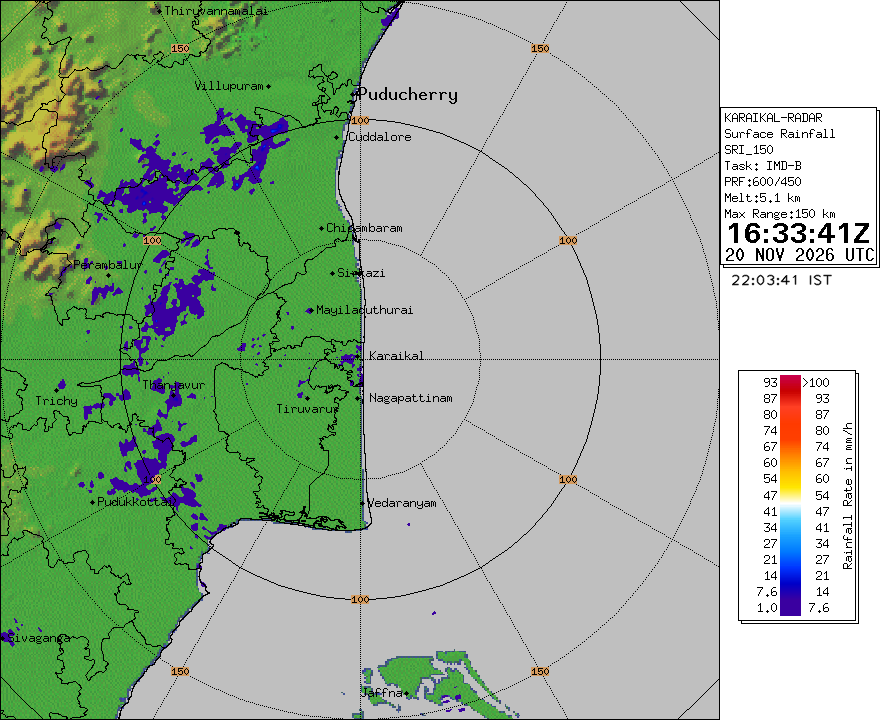 Thiruvannamalai
150
150
Villupuram
Puducherry
100
Cuddalore
Chidambaram
100
100
Perambalur
Sirkazi
Mayiladuthurai
Karaikal
Thanjavur
Trichy
Tiruvarur
Nagapattinam
100
100
Pudukkottai
Vedaranyam
100
Sivaganga
150
150
Jaffna
KARAIKAL-RADAR
Surface Rainfall
SRI_150
Task: IMD-B
PRF:600/450
Melt:5.1 km
Max Range:150 km
16:33:41Z
20 NOV 2026 UTC
22:03:41 IST
93 >100
87 93
80 87
74 80
67 74
60 67
54 60
47 54
41 47
34 41
27 34
21 27
14 21
7.6 14
1.0 7.6
Rainfall Rate in mm/h